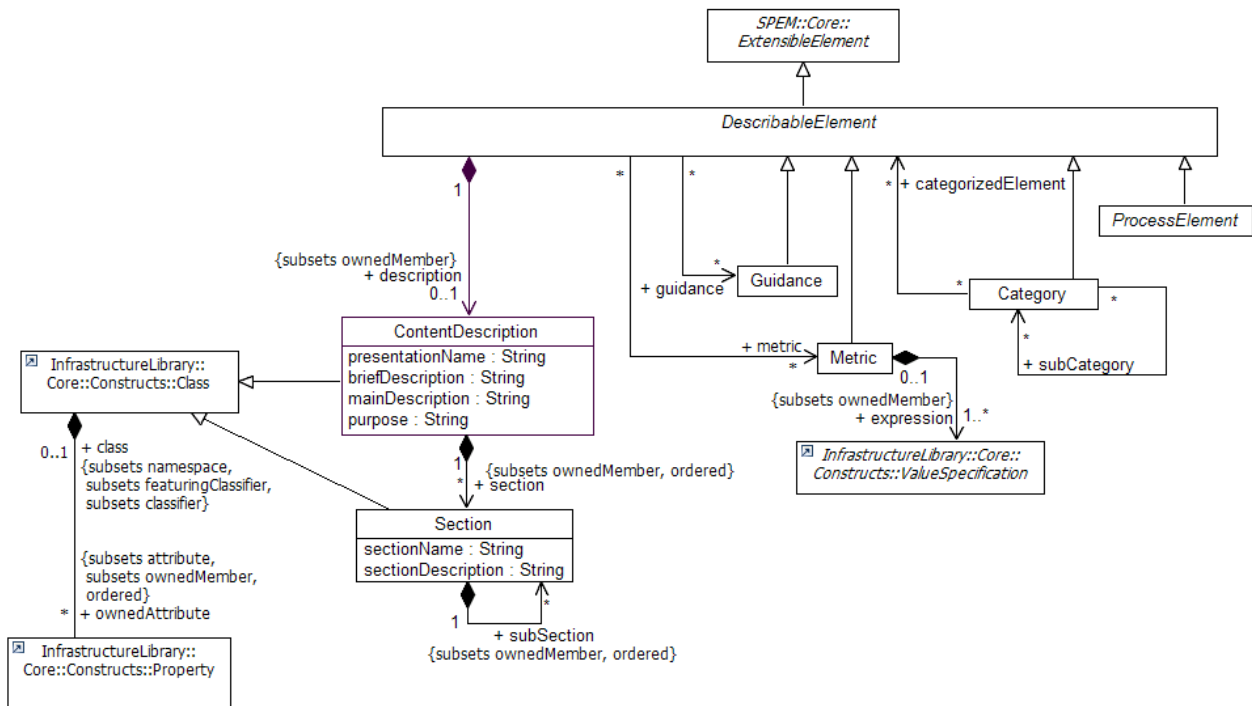 SPEM::Core::
ExtensibleElement
DescribableElement
1
*
*
* + categorizedElement
ProcessElement
{subsets ownedMember}
+ description
0..1
*
+ guidance
Guidance
*
Category
*
*
+ subCategory
+ metric
*
Metric
0..1
{subsets ownedMember}
+ expression
1..*
InfrastructureLibrary::Core::
Constructs::ValueSpecification
ContentDescription
presentationName : String
briefDescription : String
mainDescription : String
purpose : String
InfrastructureLibrary::
Core::Constructs::Class
0..1
+ class
{subsets namespace,
subsets featuringClassifier,
subsets classifier}
1
{subsets ownedMember, ordered}
*
+ section
Section
sectionName : String
sectionDescription : String
1
*
+ subSection
{subsets ownedMember, ordered}
{subsets attribute,
subsets ownedMember,
ordered}
* + ownedAttribute
InfrastructureLibrary::
Core::Constructs::Property